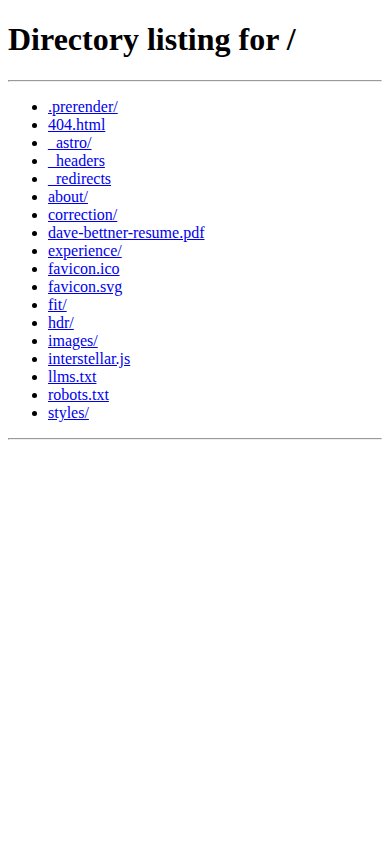 Directory listing for /
.prerender/
404.html
_astro/
_headers
_redirects
about/
correction/
dave-bettner-resume.pdf
experience/
favicon.ico
favicon.svg
fit/
hdr/
images/
interstellar.js
llms.txt
robots.txt
styles/